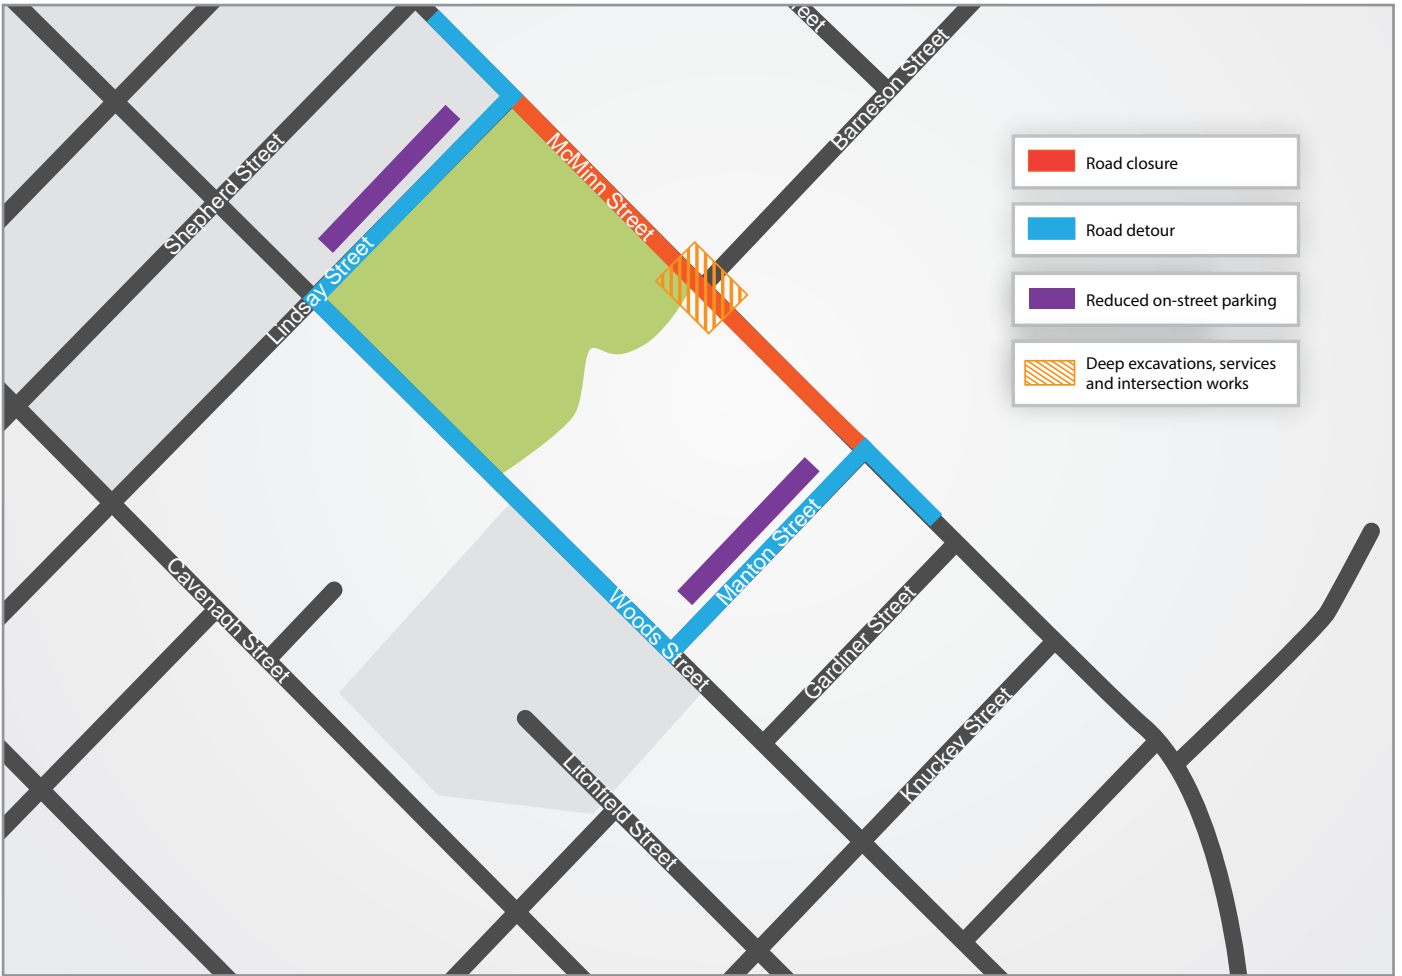 Barneson Street
McMinn Street
Shepherd Street
Lindsay Street
Road closure
Road detour
Reduced on-street parking
Deep excavations, services
and intersection works
Manton Street
Woods Street
Gardiner Street
Cavenagh Street
Knuckey Street
Litchfield Street